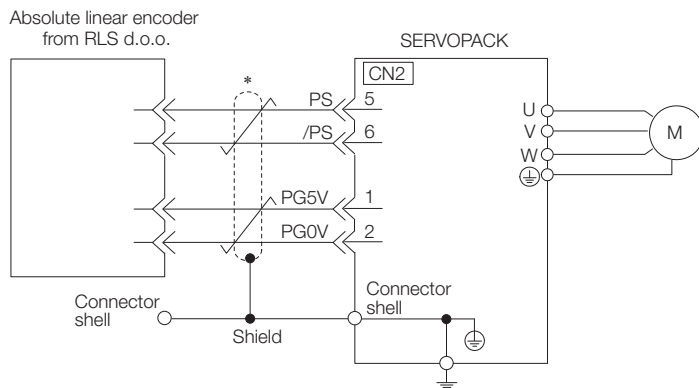 Absolute linear encoder
from RLS d.o.o.
SERVOPACK
CN2
*
PS 5
/PS 6
PG5V 1
PG0V 2
U
V
W
M
Connector
shell
Shield
Connector
shell